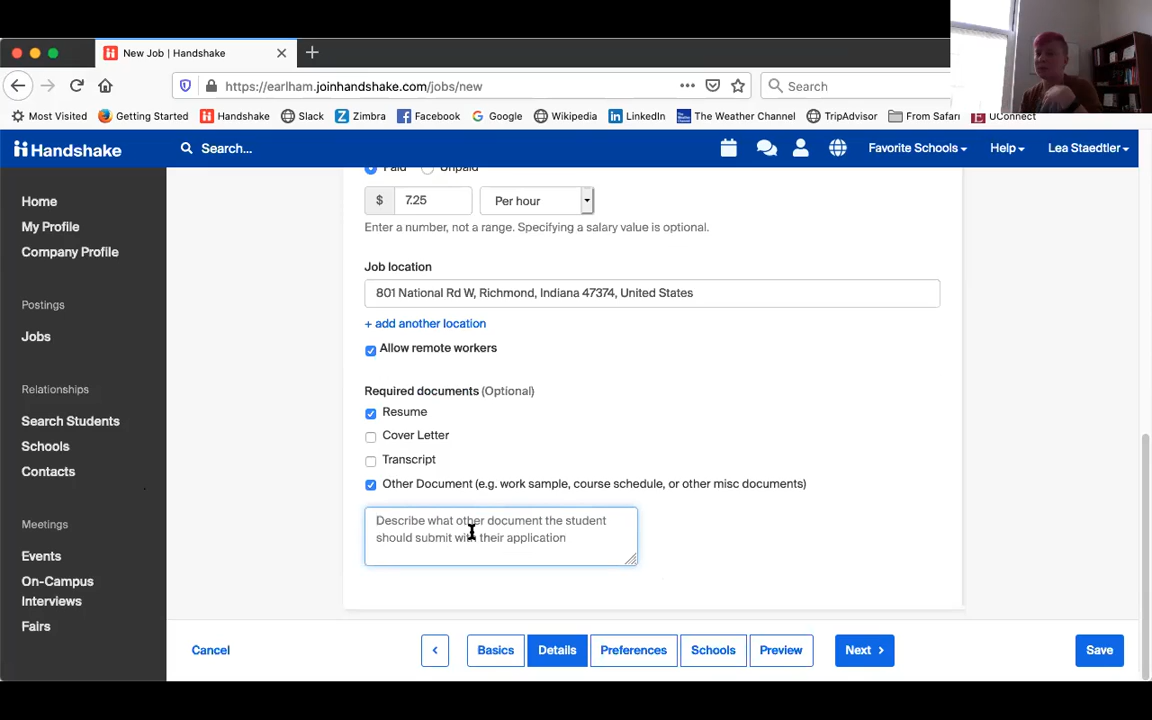 New Job | Handshake
https://earlham.joinhandshake.com/jobs/new
Search
Most Visited
Getting Started
Handshake
Slack
Zimbra
Facebook
Google
Wikipedia
LinkedIn
The Weather Channel
TripAdvisor
From Safari
UConnect
Handshake
Search...
Favorite Schools
Help
Lea Staedtler
Home
My Profile
Company Profile
Postings
Jobs
Relationships
Search Students
Schools
Contacts
Meetings
Events
On-Campus
Interviews
Fairs
Paid
Unpaid
$ 7.25
Per hour
Enter a number, not a range. Specifying a salary value is optional.
Job location
801 National Rd W, Richmond, Indiana 47374, United States
+ add another location
Allow remote workers
Required documents (Optional)
Resume
Cover Letter
Transcript
Other Document (e.g. work sample, course schedule, or other misc documents)
Describe what other document the student
should submit with their application
Cancel
<
Basics
Details
Preferences
Schools
Preview
Next >
Save